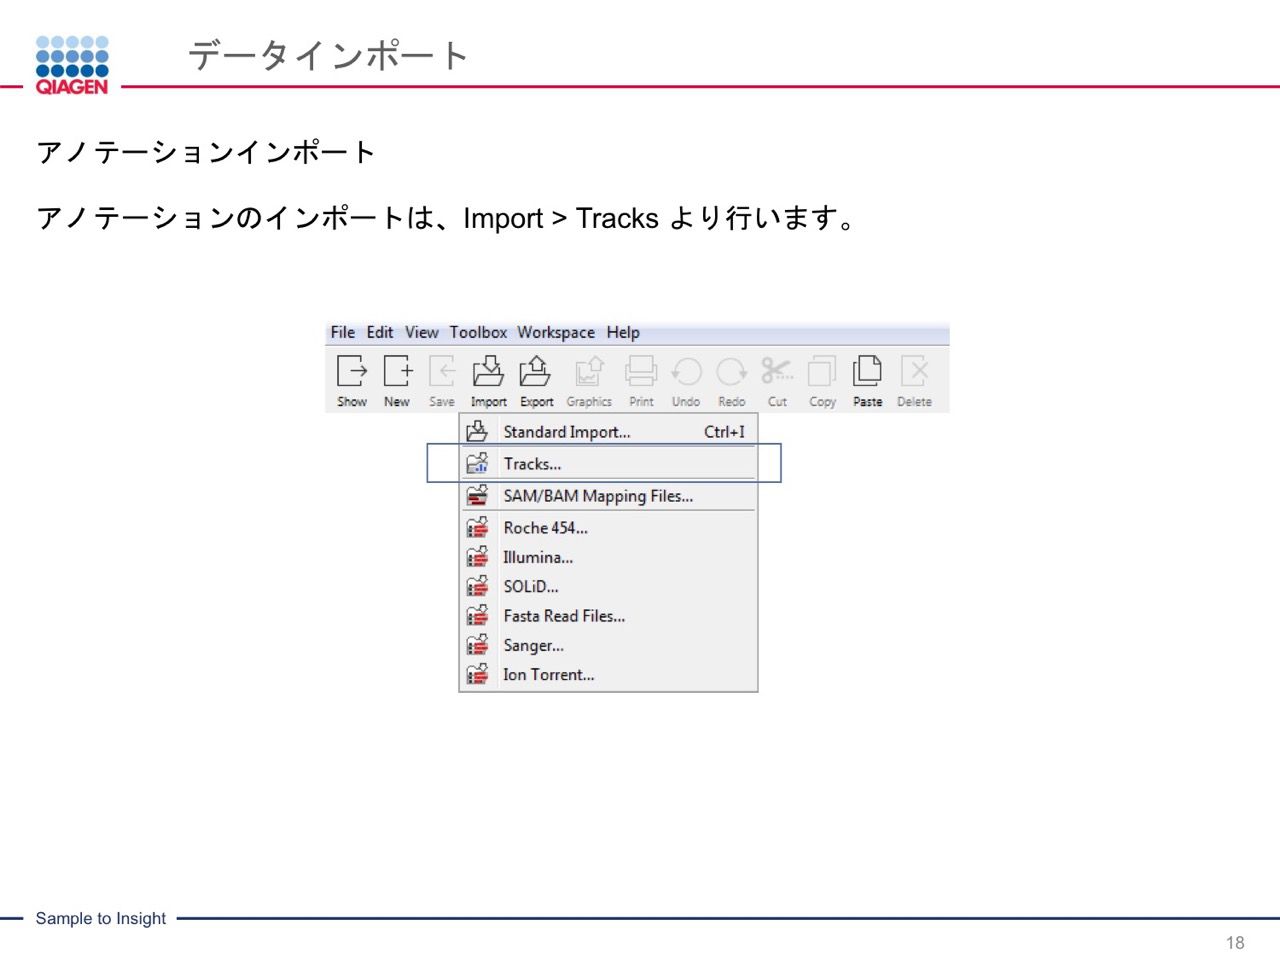 データインポート
QIAGEN
アノテーションインポート
アノテーションのインポートは、Import > Tracks より行います。
File Edit View Toolbox Workspace Help
Show New Save Import Export Graphics Print Undo Redo Cut Copy Paste Delete
Standard Import... Ctrl+I
Tracks...
SAM/BAM Mapping Files...
Roche 454...
Illumina...
SOLiD...
Fasta Read Files...
Sanger...
Ion Torrent...
Sample to Insight
18